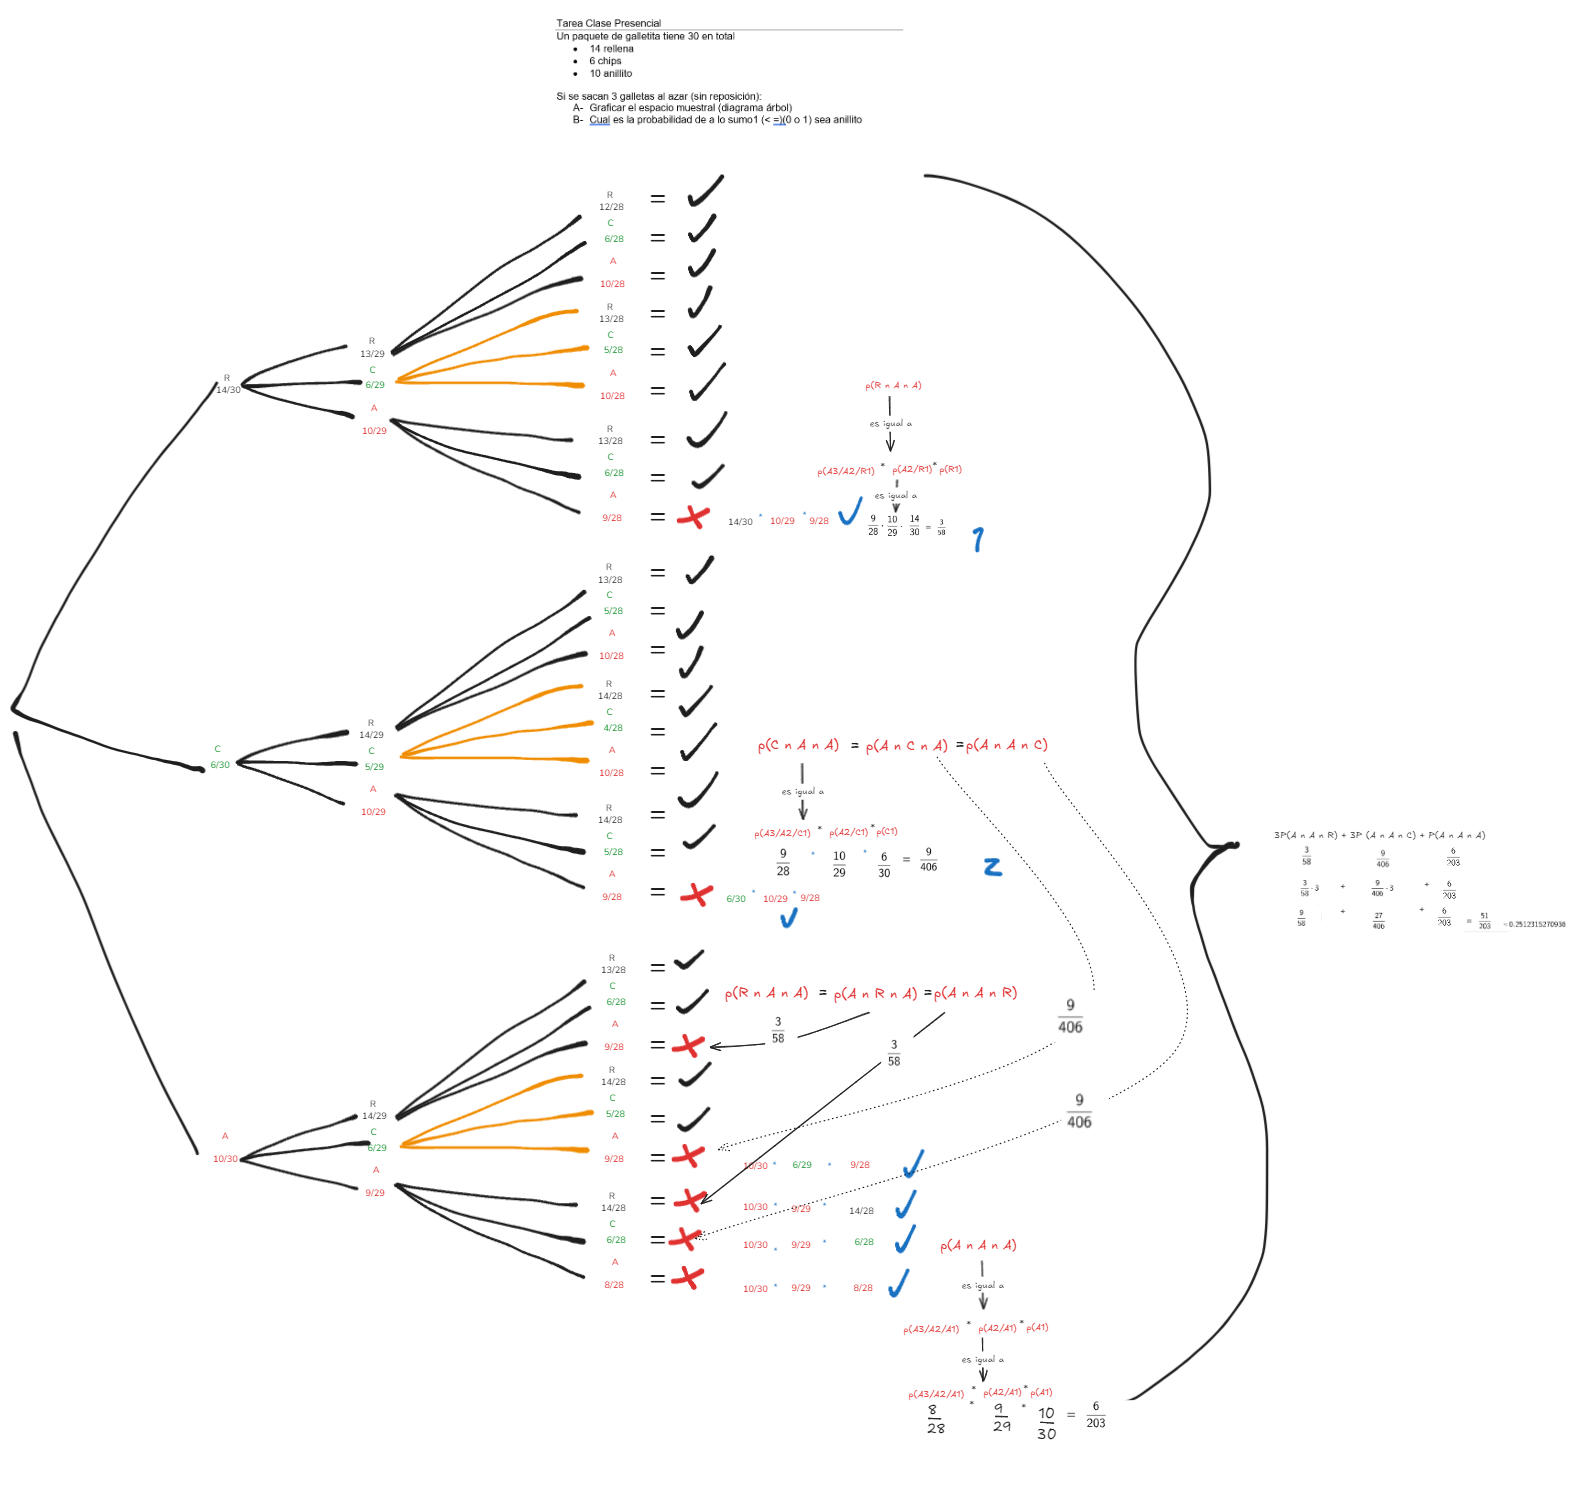 Tarea Clase Presencial
Un paquete de galletita tiene 30 en total
• 14 rellena
• 6 chips
• 10 anillito
Si se sacan 3 galletas al azar (sin reposición):
A- Graficar el espacio muestral (diagrama árbol)
B- Cual es la probabilidad de a lo sumo1 (< =)(0 o 1) sea anillito
R
14/30
R
13/29
C
6/29
A
10/29
R
12/28 =
C
6/28 =
A
10/28 =
R
13/28 =
C
5/28 =
A
10/28 =
R
13/28 =
C
6/28 =
A
9/28 =
14/30 * 10/29 * 9/28
p(R n A n A)
es igual a
p(A3/A2/R1) * p(A2/R1) * p(R1)
es igual a
9/28 · 10/29 · 14/30 = 3/58
1
C
6/30
R
14/29
C
5/29
A
10/29
R
13/28 =
C
5/28 =
A
10/28 =
R
14/28 =
C
4/28 =
A
10/28 =
R
14/28 =
C
5/28 =
A
9/28 =
6/30 * 10/29 * 9/28
p(C n A n A) = p(A n C n A) = p(A n A n C)
es igual a
p(A3/A2/C1) * p(A2/C1) * p(C1)
9/28 * 10/29 * 6/30 = 9/406
2
A
10/30
R
14/29
C
6/29
A
9/29
R
13/28 =
C
6/28 =
A
9/28 =
R
14/28 =
C
5/28 =
A
9/28 =
R
14/28 =
C
6/28 =
A
8/28 =
p(R n A n A) = p(A n R n A) = p(A n A n R)
3/58
3/58
9/406
9/406
10/30 * 6/29 * 9/28
10/30 * 9/29 * 14/28
10/30 * 9/29 * 6/28
10/30 * 9/29 * 8/28
p(A n A n A)
es igual a
p(A3/A2/A1) * p(A2/A1) * p(A1)
es igual a
p(A3/A2/A1) * p(A2/A1) * p(A1)
8/28 * 9/29 * 10/30 = 6/203
3P(A n A n R) + 3P (A n A n C) + P(A n A n A)
3/58 9/406 6/203
3/58 · 3 + 9/406 · 3 + 6/203
9/58 + 27/406 + 6/203 = 51/203 ≈0.2512315270936